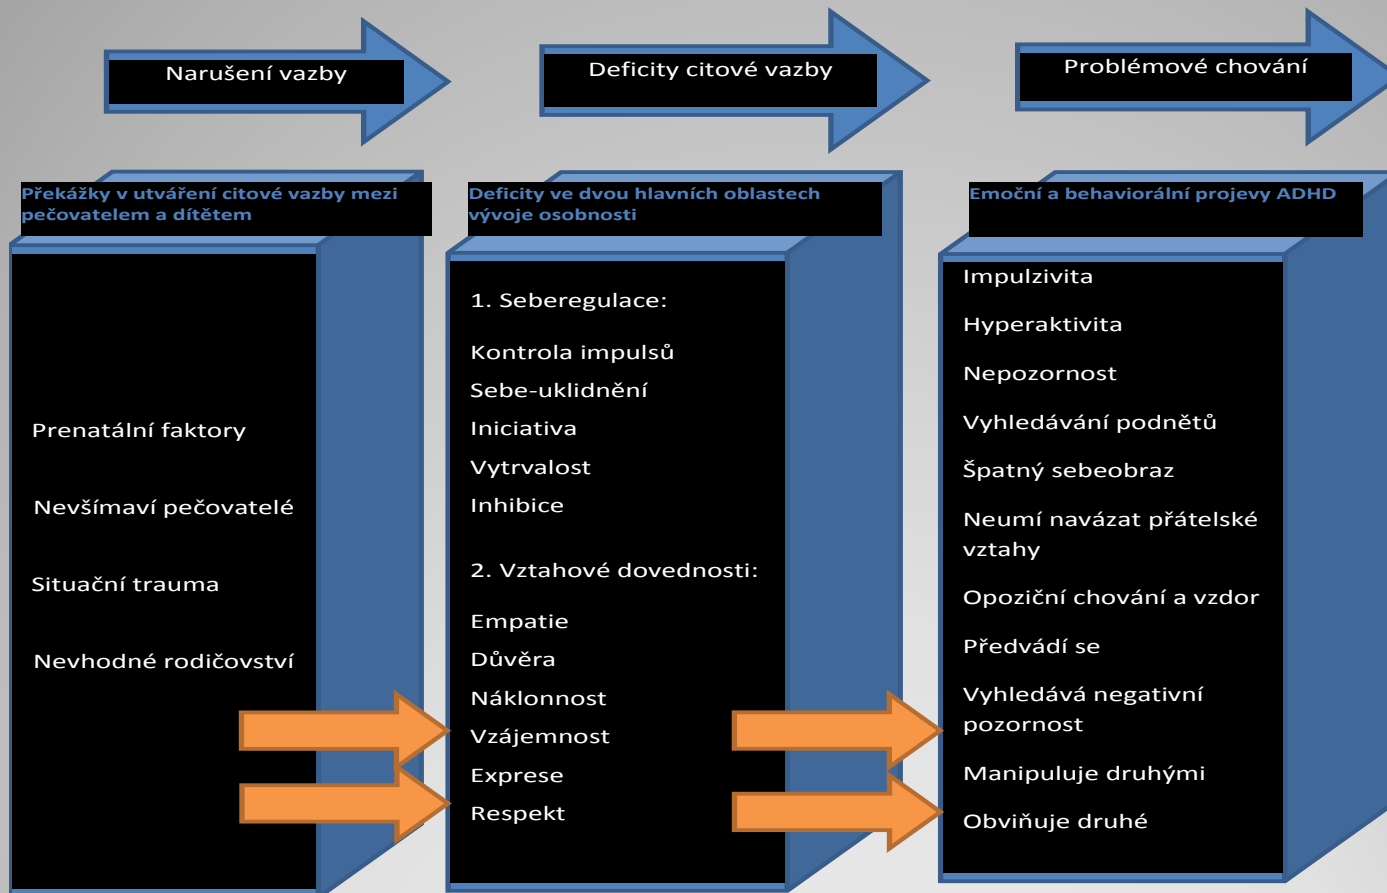 Narušení vazby
Deficity citové vazby
Problémové chování
Překážky v utváření citové vazby mezi
pečovatelem a dítětem
Prenatální faktory
Nevšímaví pečovatelé
Situační trauma
Nevhodné rodičovství
Deficity ve dvou hlavních oblastech
vývoje osobnosti
1. Seberegulace:
Kontrola impulsů
Sebe-uklidnění
Iniciativa
Vytrvalost
Inhibice
2. Vztahové dovednosti:
Empatie
Důvěra
Náklonnost
Vzájemnost
Exprese
Respekt
Emoční a behaviorální projevy ADHD
Impulzivita
Hyperaktivita
Nepozornost
Vyhledávání podnětů
Špatný sebeobraz
Neumí navázat přátelské
vztahy
Opoziční chování a vzdor
Předvádí se
Vyhledává negativní
pozornost
Manipuluje druhými
Obviňuje druhé